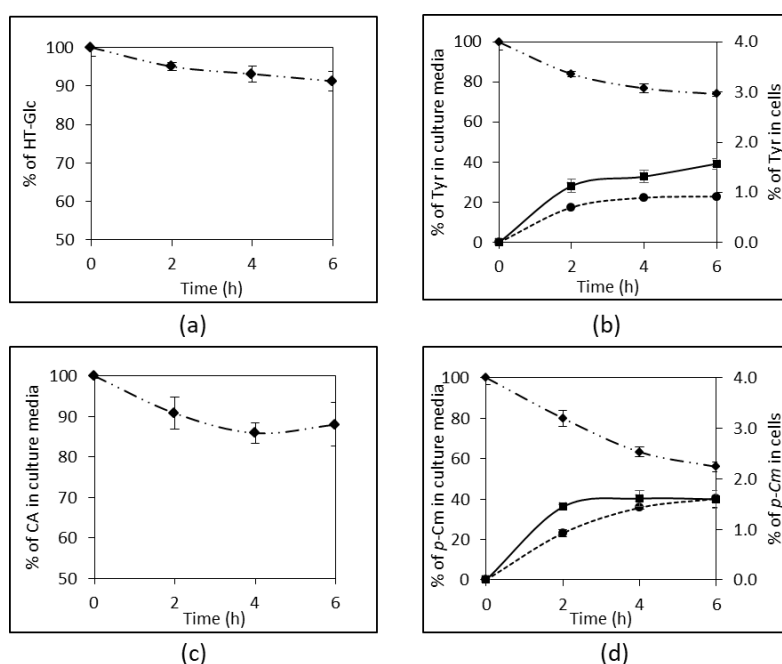 100
90
80
70
60
50
% of HT-Glc
0 2 4 6
Time (h)
(a)
100
80
60
40
20
0
% of Tyr in culture media
4.0
3.0
2.0
1.0
0.0
% of Tyr in cells
0 2 4 6
Time (h)
(b)
100
90
80
70
60
50
% of CA in culture media
0 2 4 6
Time (h)
(c)
100
80
60
40
20
0
% of p-Cm in culture media
4.0
3.0
2.0
1.0
0.0
% of p-Cm in cells
0 2 4 6
Time (h)
(d)